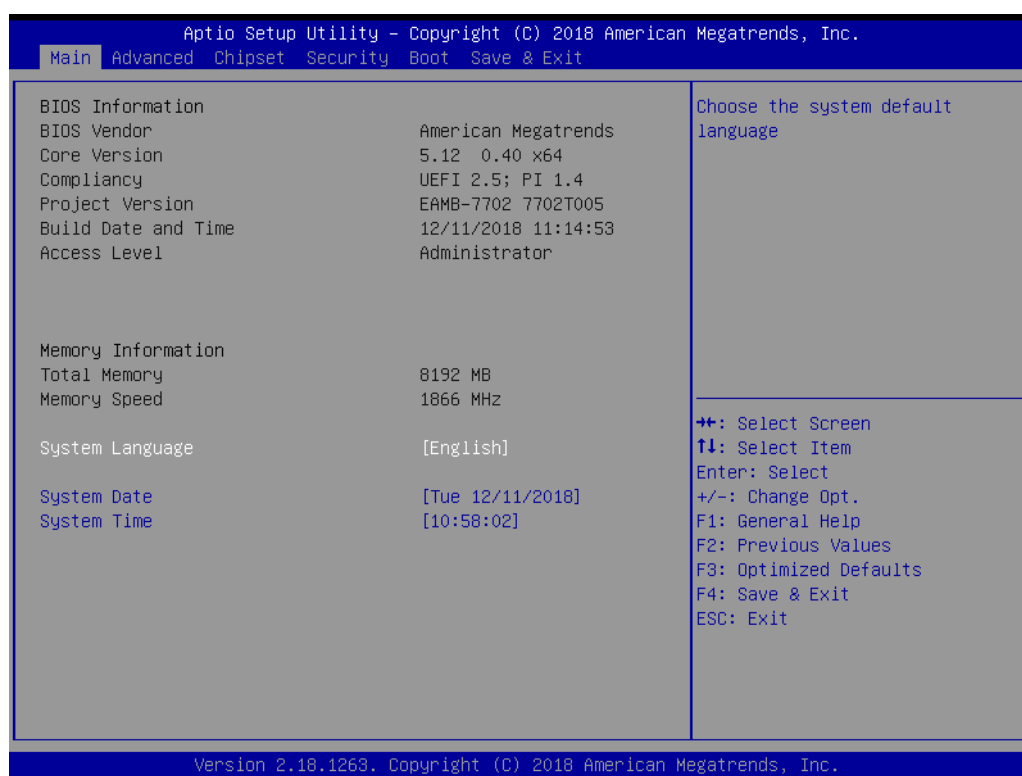 Aptio Setup Utility – Copyright (C) 2018 American Megatrends, Inc.
Main Advanced Chipset Security Boot Save & Exit
BIOS Information
BIOS Vendor American Megatrends
Core Version 5.12 0.40 x64
Compliancy UEFI 2.5; PI 1.4
Project Version EAMB-7702 7702T005
Build Date and Time 12/11/2018 11:14:53
Access Level Administrator
Memory Information
Total Memory 8192 MB
Memory Speed 1866 MHz
System Language [English]
System Date [Tue 12/11/2018]
System Time [10:58:02]
Choose the system default
language
→←: Select Screen
↑↓: Select Item
Enter: Select
+/-: Change Opt.
F1: General Help
F2: Previous Values
F3: Optimized Defaults
F4: Save & Exit
ESC: Exit
Version 2.18.1263. Copyright (C) 2018 American Megatrends, Inc.